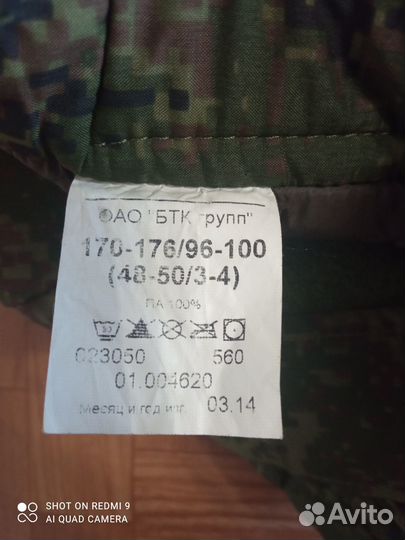 ОАО "БТК групп"
170-176/96-100
(48-50/3-4)
ПА 100%
023050 560
01.004620
Месяц и год изг. 03.14
SHOT ON REDMI 9
AI QUAD CAMERA
Avito